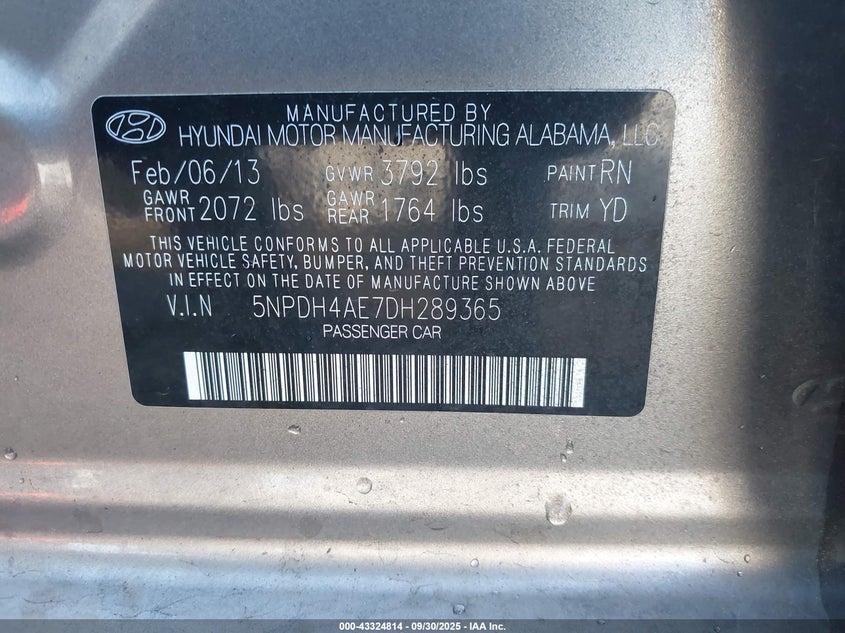 MANUFACTURED BY
HYUNDAI MOTOR MANUFACTURING ALABAMA, LLC
Feb/06/13 GVWR 3792 lbs PAINT RN
GAWR FRONT 2072 lbs GAWR REAR 1764 lbs TRIM YD
THIS VEHICLE CONFORMS TO ALL APPLICABLE U.S.A. FEDERAL
MOTOR VEHICLE SAFETY, BUMPER, AND THEFT PREVENTION STANDARDS
IN EFFECT ON THE DATE OF MANUFACTURE SHOWN ABOVE
V.I.N 5NPDH4AE7DH289365
PASSENGER CAR
000-43324814 - 09/30/2025 - IAA Inc.